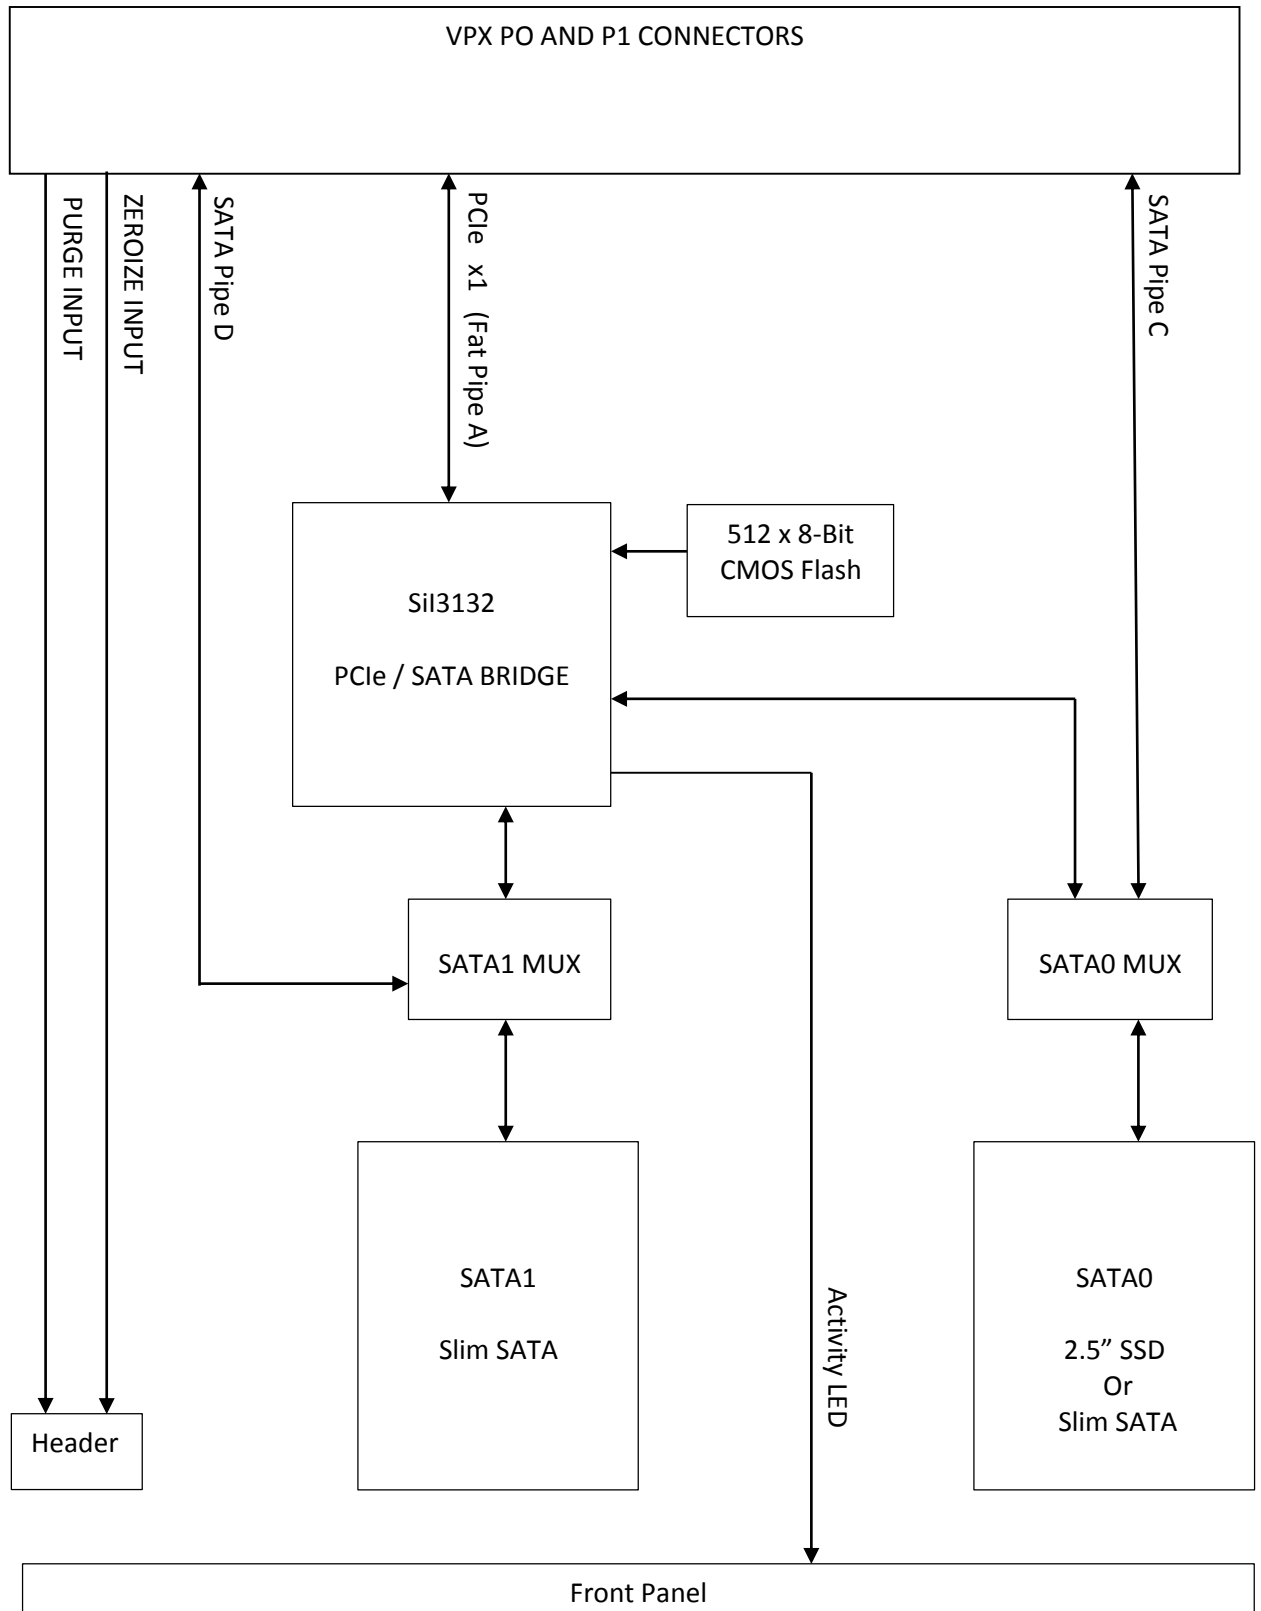 VPX PO AND P1 CONNECTORS
PURGE INPUT
ZEROIZE INPUT
SATA Pipe D
PCIe x1 (Fat Pipe A)
SATA Pipe C
512 x 8-Bit
CMOS Flash
SiI3132
PCIe / SATA BRIDGE
SATA1 MUX
SATA0 MUX
SATA1
Slim SATA
SATA0
2.5” SSD
Or
Slim SATA
Activity LED
Header
Front Panel